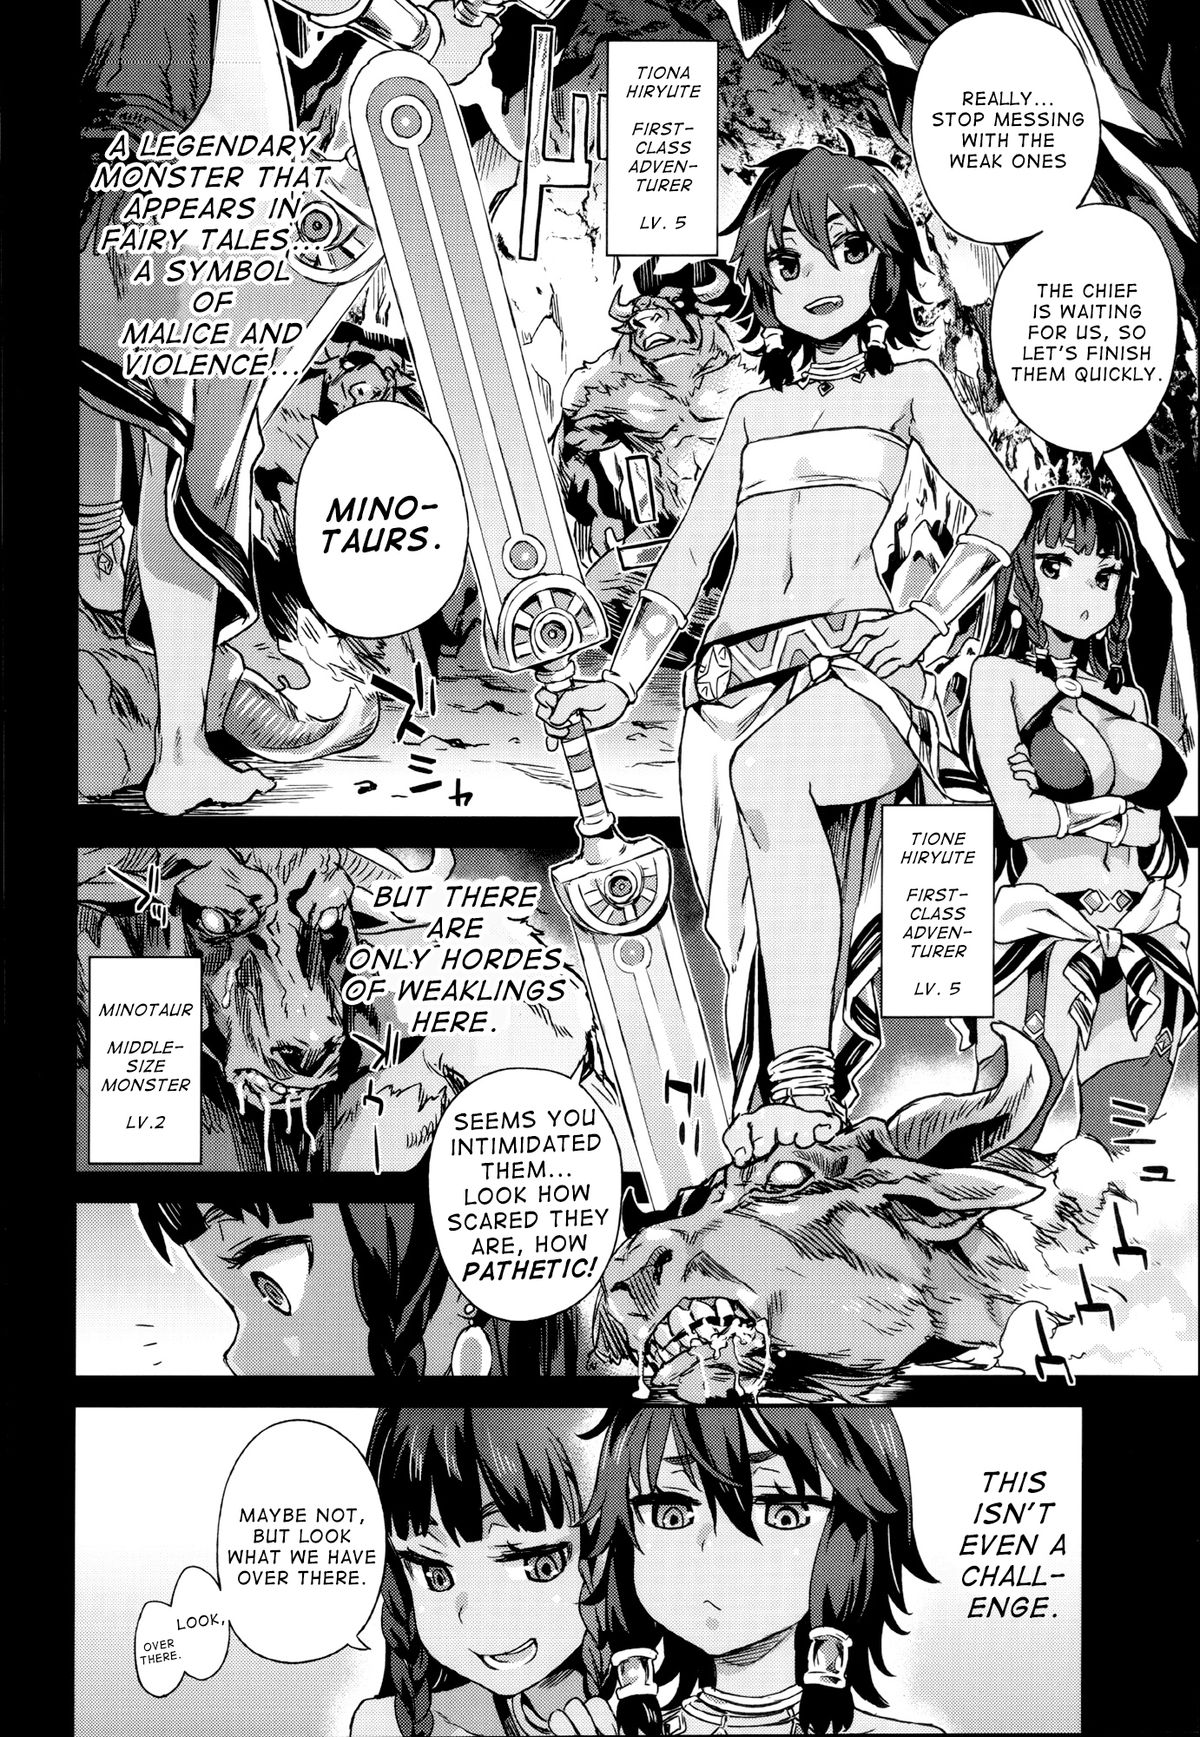 REALLY...
STOP MESSING
WITH THE
WEAK ONES
THE CHIEF
IS WAITING
FOR US, SO
LET'S FINISH
THEM QUICKLY.
TIONA
HIRYUTE
FIRST-
CLASS
ADVEN-
TURER
LV. 5
A LEGENDARY
MONSTER THAT
APPEARS IN
FAIRY TALES...
A SYMBOL
OF
MALICE AND
VIOLENCE...
MINO-
TAURS.
TIONE
HIRYUTE
FIRST-
CLASS
ADVEN-
TURER
LV. 5
BUT THERE
ARE
ONLY HORDES
OF WEAKLINGS
HERE.
MINOTAUR
MIDDLE-
SIZE
MONSTER
LV.2
SEEMS YOU
INTIMIDATED
THEM...
LOOK HOW
SCARED THEY
ARE, HOW
PATHETIC!
THIS
ISN'T
EVEN A
CHALL-
ENGE.
MAYBE NOT,
BUT LOOK
WHAT WE HAVE
OVER THERE.
LOOK,
OVER
THERE.